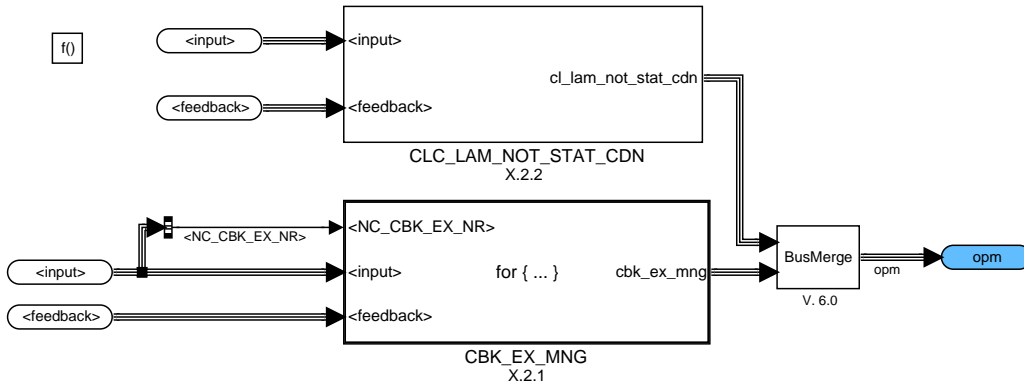 f()
<input>
<input>
cl_lam_not_stat_cdn
<feedback>
<feedback>
CLC_LAM_NOT_STAT_CDN
X.2.2
<NC_CBK_EX_NR>
<NC_CBK_EX_NR>
<input>
<input>
for { ... }
cbk_ex_mng
<feedback>
<feedback>
CBK_EX_MNG
X.2.1
BusMerge
V. 6.0
opm
opm